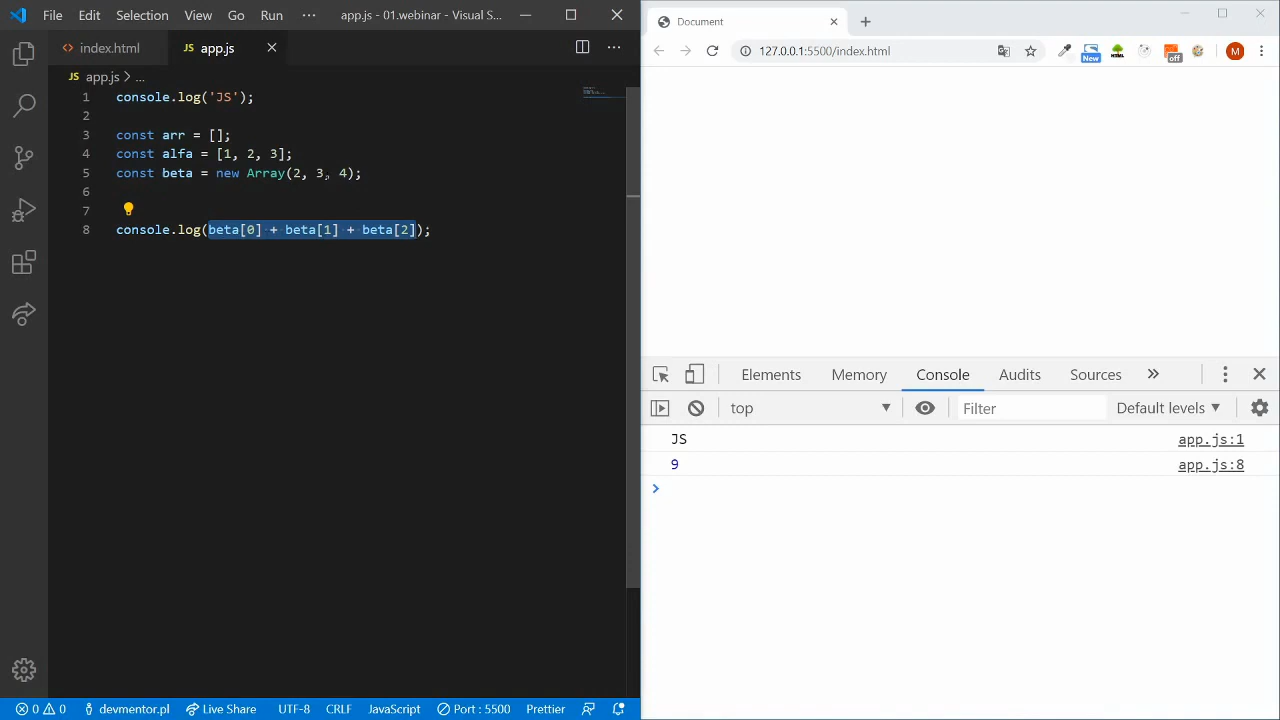 File Edit Selection View Go Run ··· app.js - 01.webinar - Visual S...
index.html
app.js
JS app.js > ...
1 console.log('JS');
2
3 const arr = [];
4 const alfa = [1, 2, 3];
5 const beta = new Array(2, 3, 4);
6
7
8 console.log(beta[0] + beta[1] + beta[2]);
0 0 devmentor.pl Live Share UTF-8 CRLF JavaScript Port : 5500 Prettier
Document
127.0.0.1:5500/index.html
New
HTML
off
M
Elements Memory Console Audits Sources »
top Filter Default levels
JS app.js:1
9 app.js:8
>